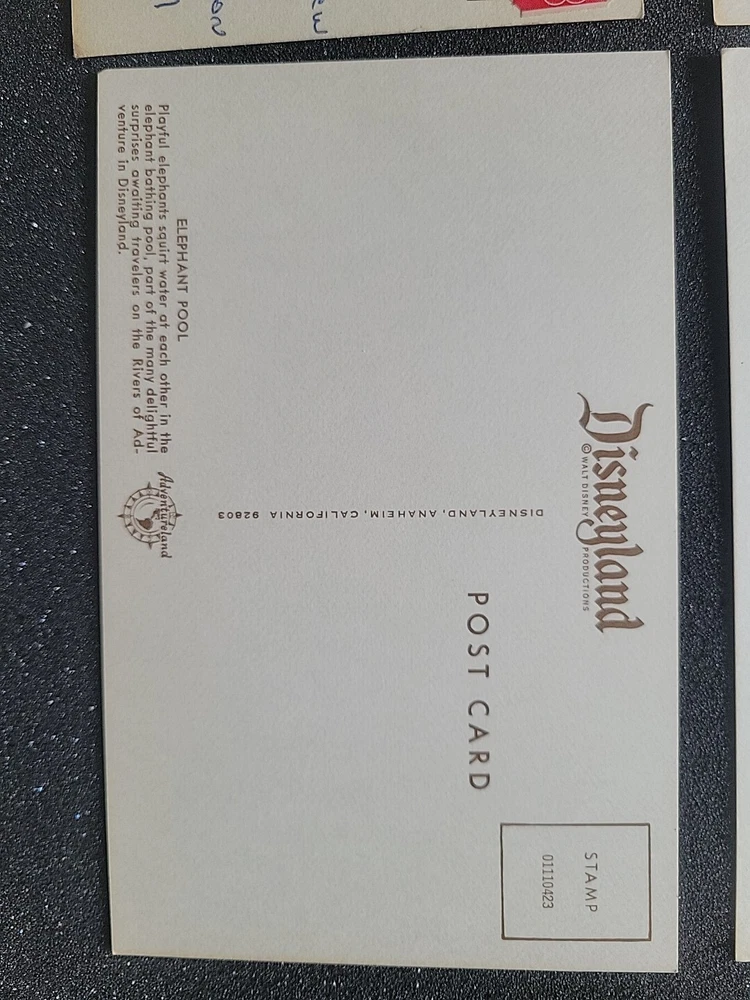 Disneyland
© WALT DISNEY PRODUCTIONS
POST CARD
STAMP
01110423
DISNEYLAND, ANAHEIM, CALIFORNIA 92803
ELEPHANT POOL
Playful elephants squirt water at each other in the
elephant bathing pool, part of the many delightful
surprises awaiting travelers on the Rivers of Ad-
venture in Disneyland.
Adventureland